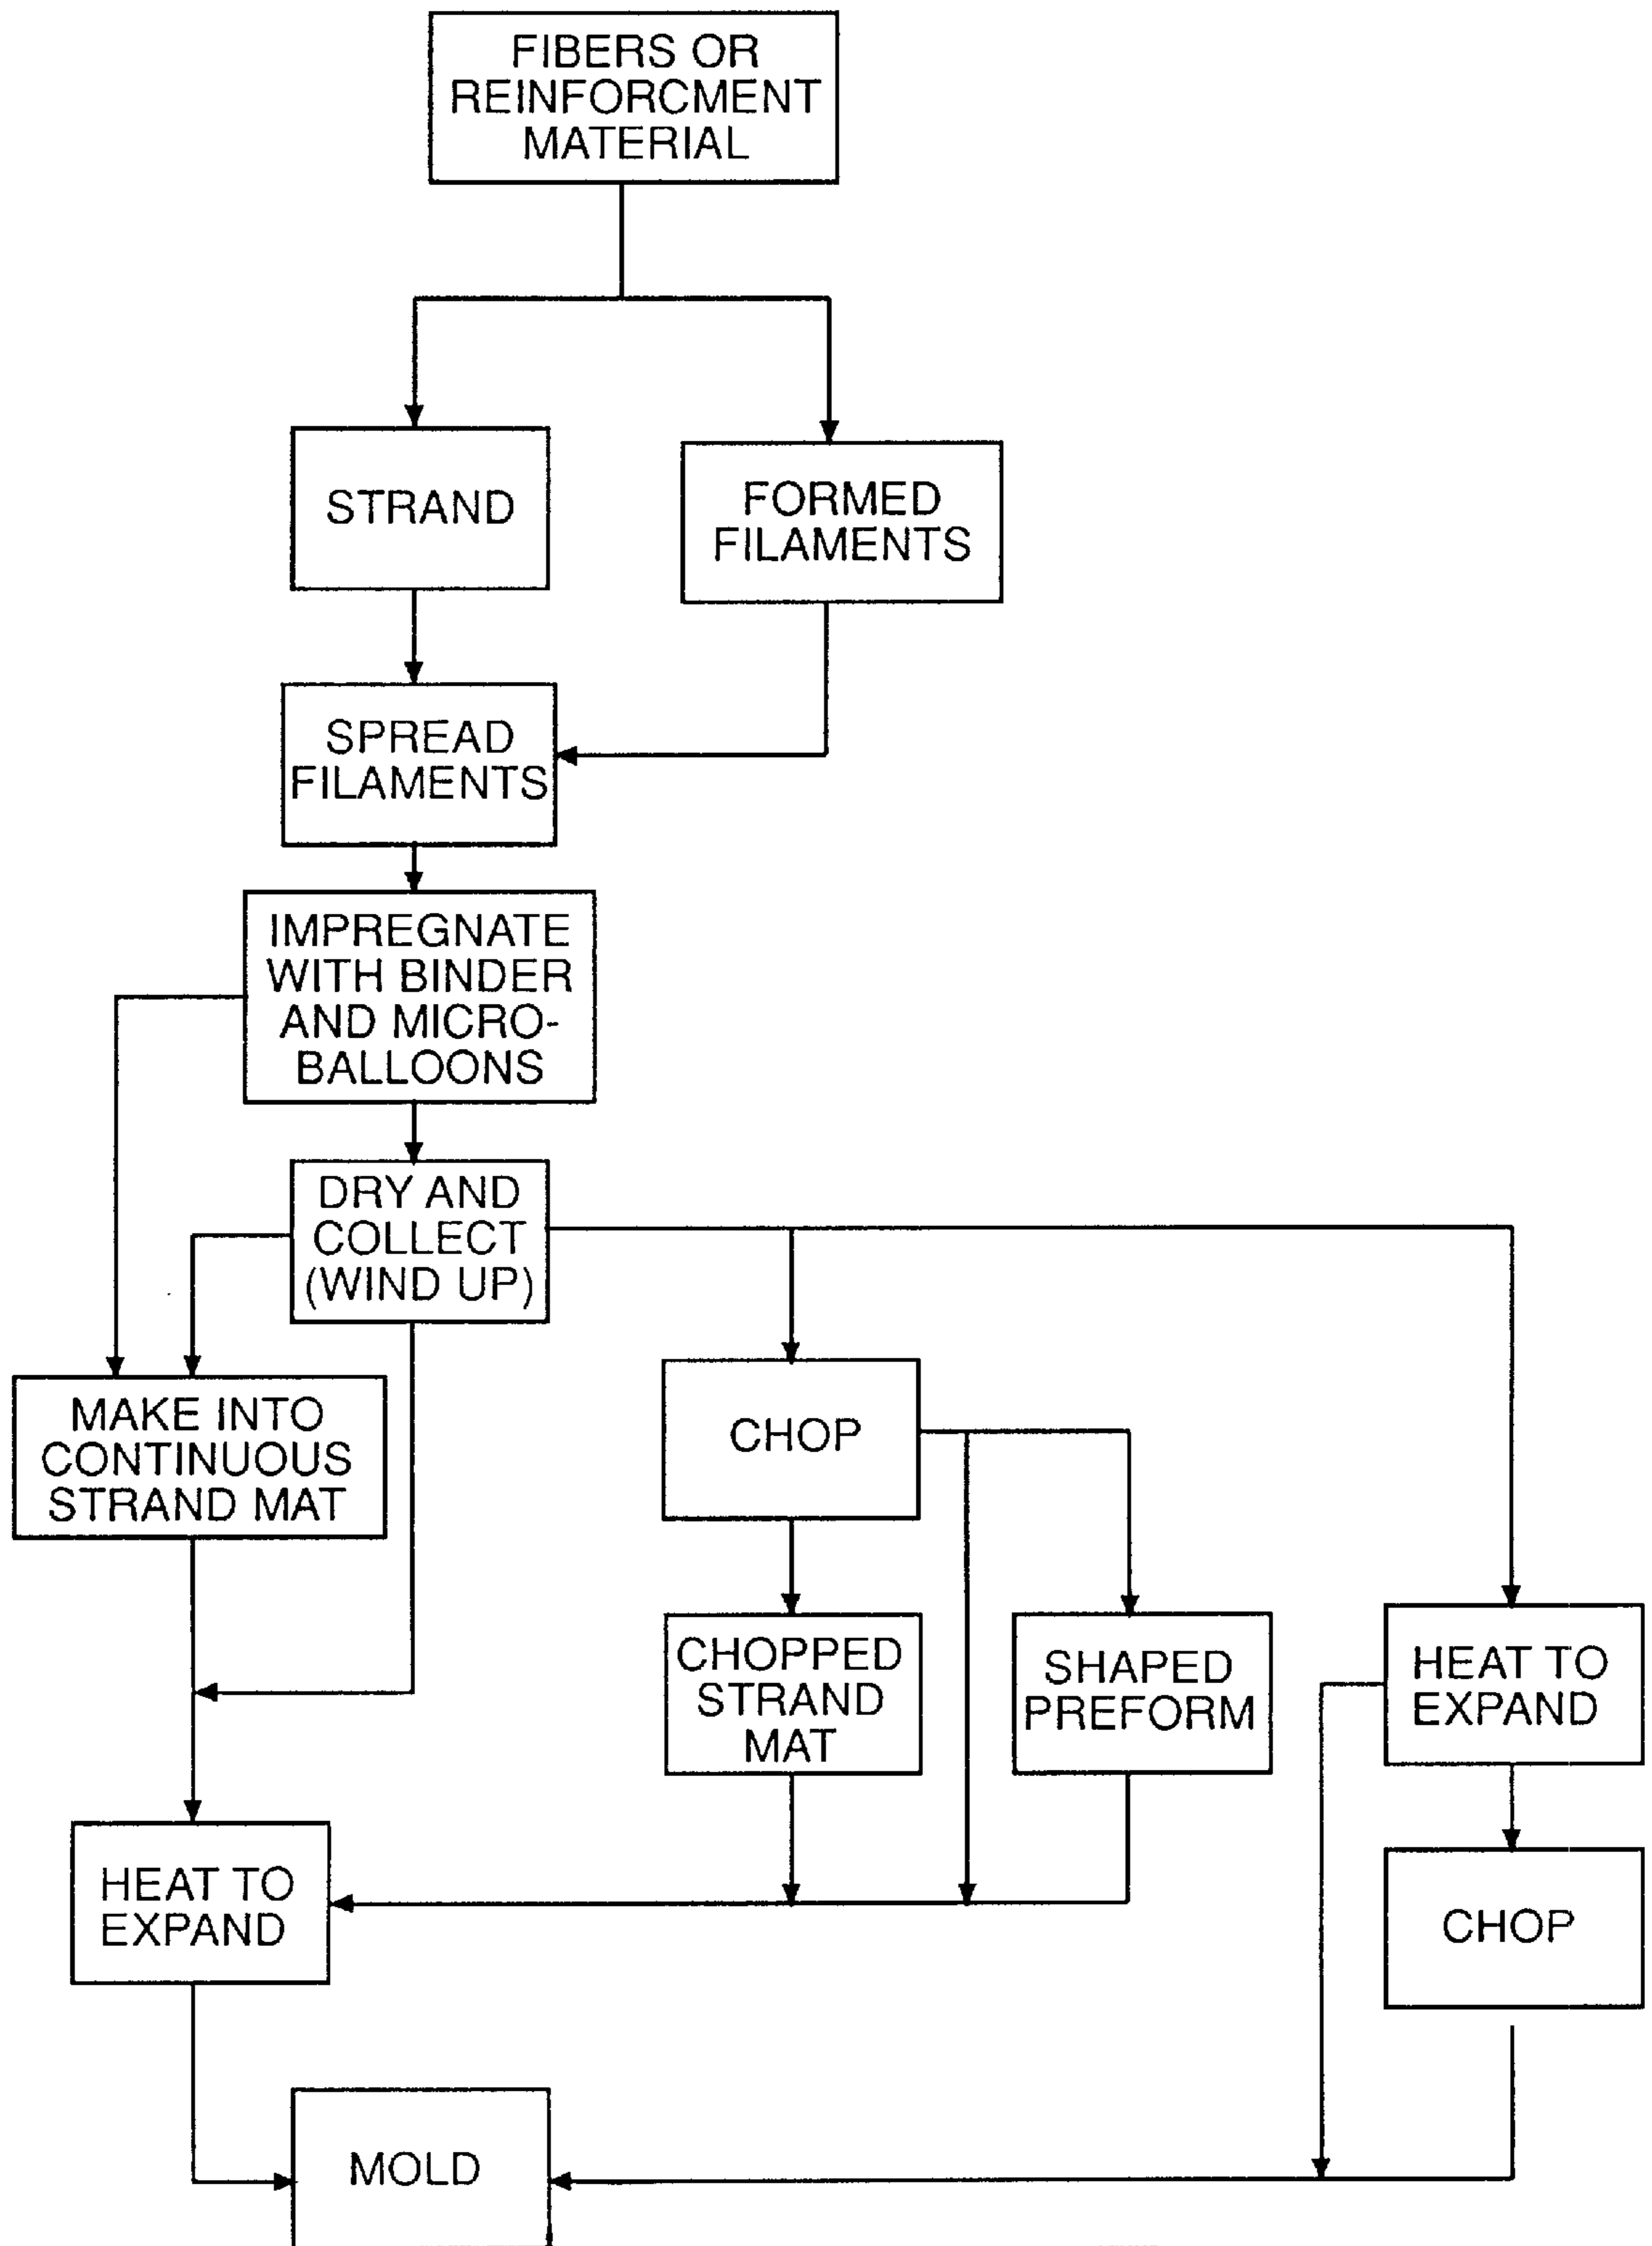 FIBERS OR
REINFORCMENT
MATERIAL
STRAND
FORMED
FILAMENTS
SPREAD
FILAMENTS
IMPREGNATE
WITH BINDER
AND MICRO-
BALLOONS
DRY AND
COLLECT
(WIND UP)
MAKE INTO
CONTINUOUS
STRAND MAT
CHOP
CHOPPED
STRAND
MAT
SHAPED
PREFORM
HEAT TO
EXPAND
HEAT TO
EXPAND
CHOP
MOLD